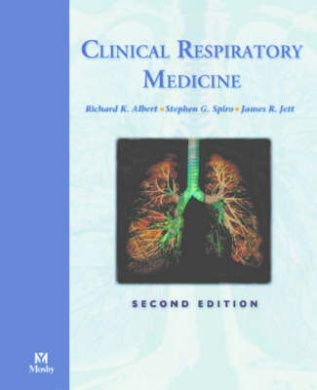 CLINICAL RESPIRATORY
MEDICINE
Richard K. Albert • Stephen G. Spiro • James R. Jett
SECOND EDITION
M
Mosby